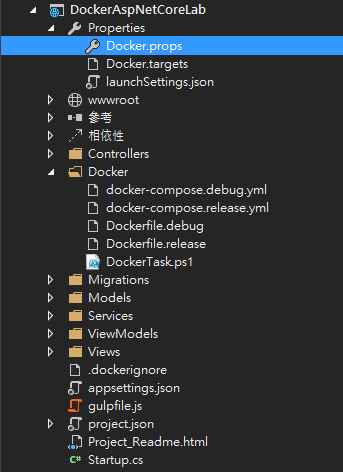 DockerAspNetCoreLab
Properties
Docker.props
Docker.targets
launchSettings.json
wwwroot
參考
相依性
Controllers
Docker
docker-compose.debug.yml
docker-compose.release.yml
Dockerfile.debug
Dockerfile.release
DockerTask.ps1
Migrations
Models
Services
ViewModels
Views
.dockerignore
appsettings.json
gulpfile.js
project.json
Project_Readme.html
C# Startup.cs